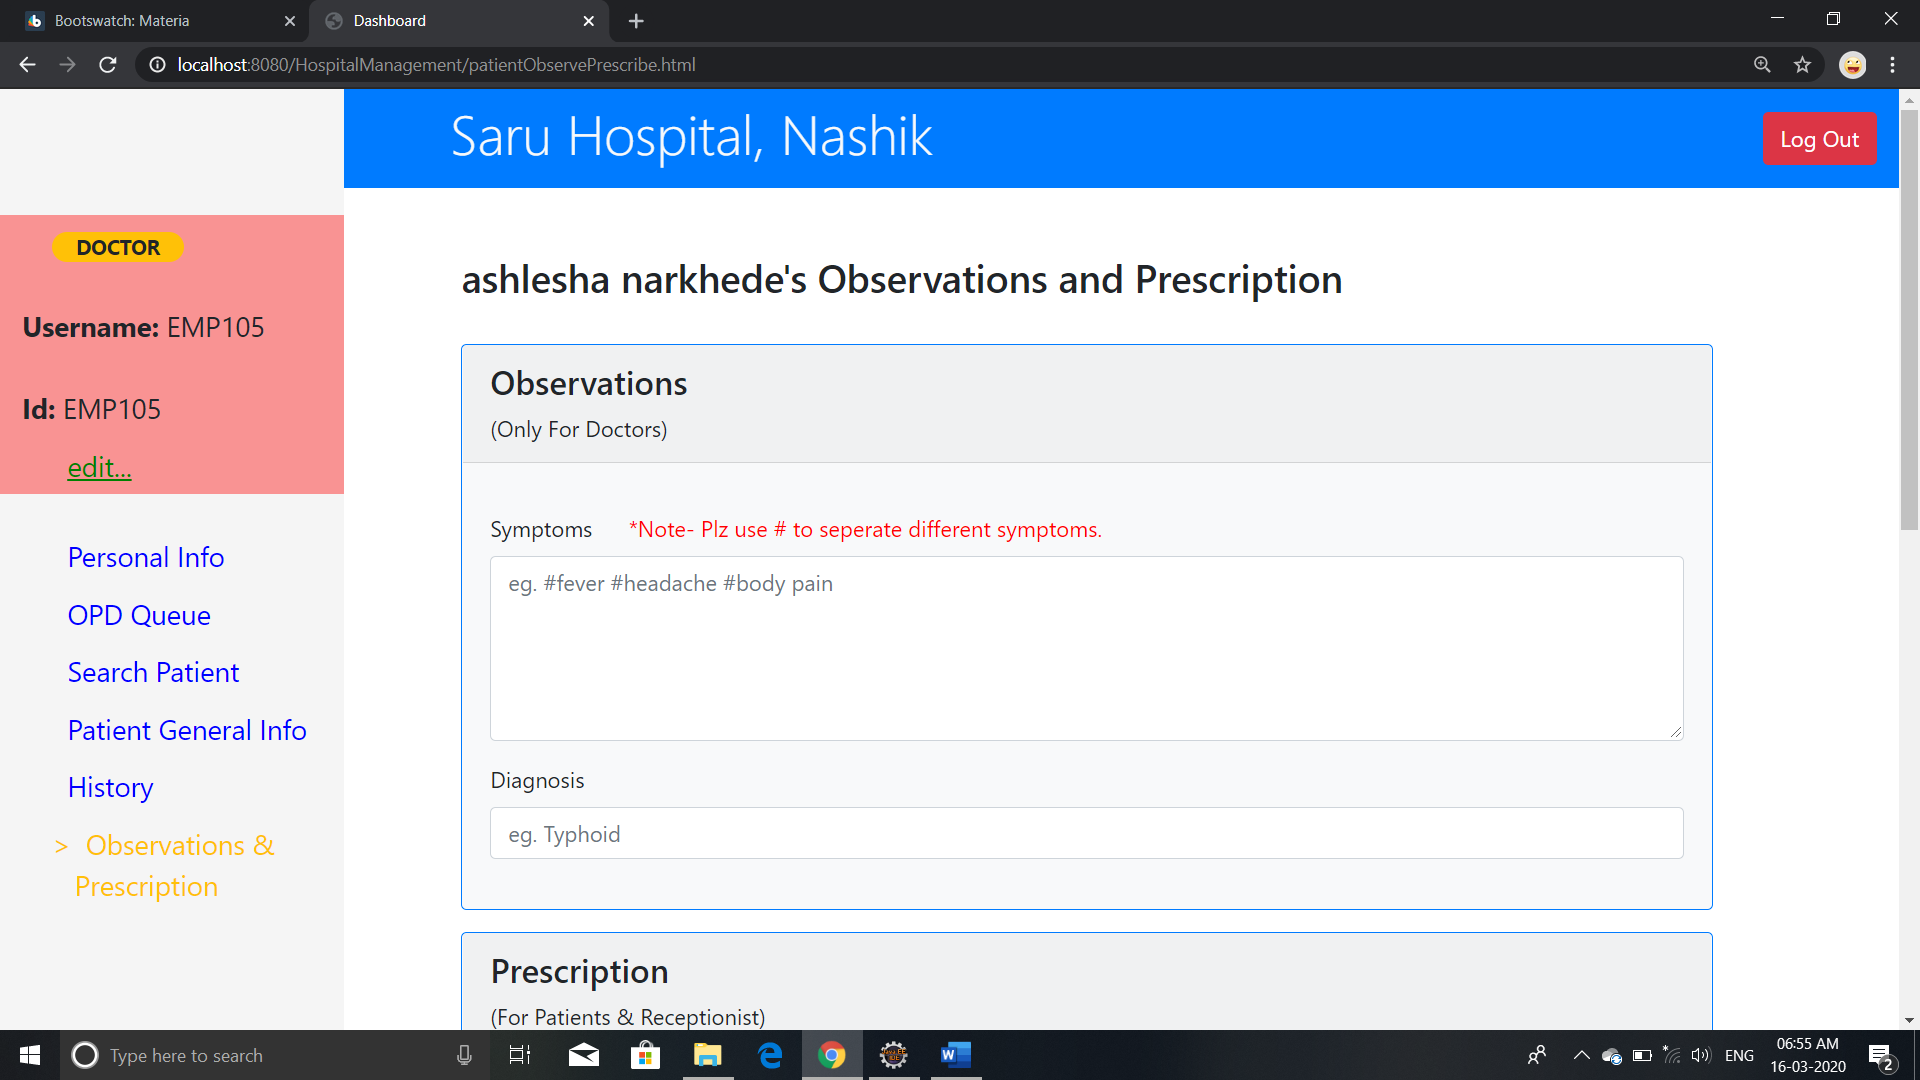 Bootswatch: Materia
Dashboard
localhost:8080/HospitalManagement/patientObservePrescribe.html
Saru Hospital, Nashik
Log Out
DOCTOR
Username: EMP105
Id: EMP105
edit...
Personal Info
OPD Queue
Search Patient
Patient General Info
History
> Observations &
Prescription
ashlesha narkhede's Observations and Prescription
Observations
(Only For Doctors)
Symptoms *Note- Plz use # to seperate different symptoms.
eg. #fever #headache #body pain
Diagnosis
eg. Typhoid
Prescription
(For Patients & Receptionist)
Type here to search
ENG
06:55 AM
16-03-2020
2